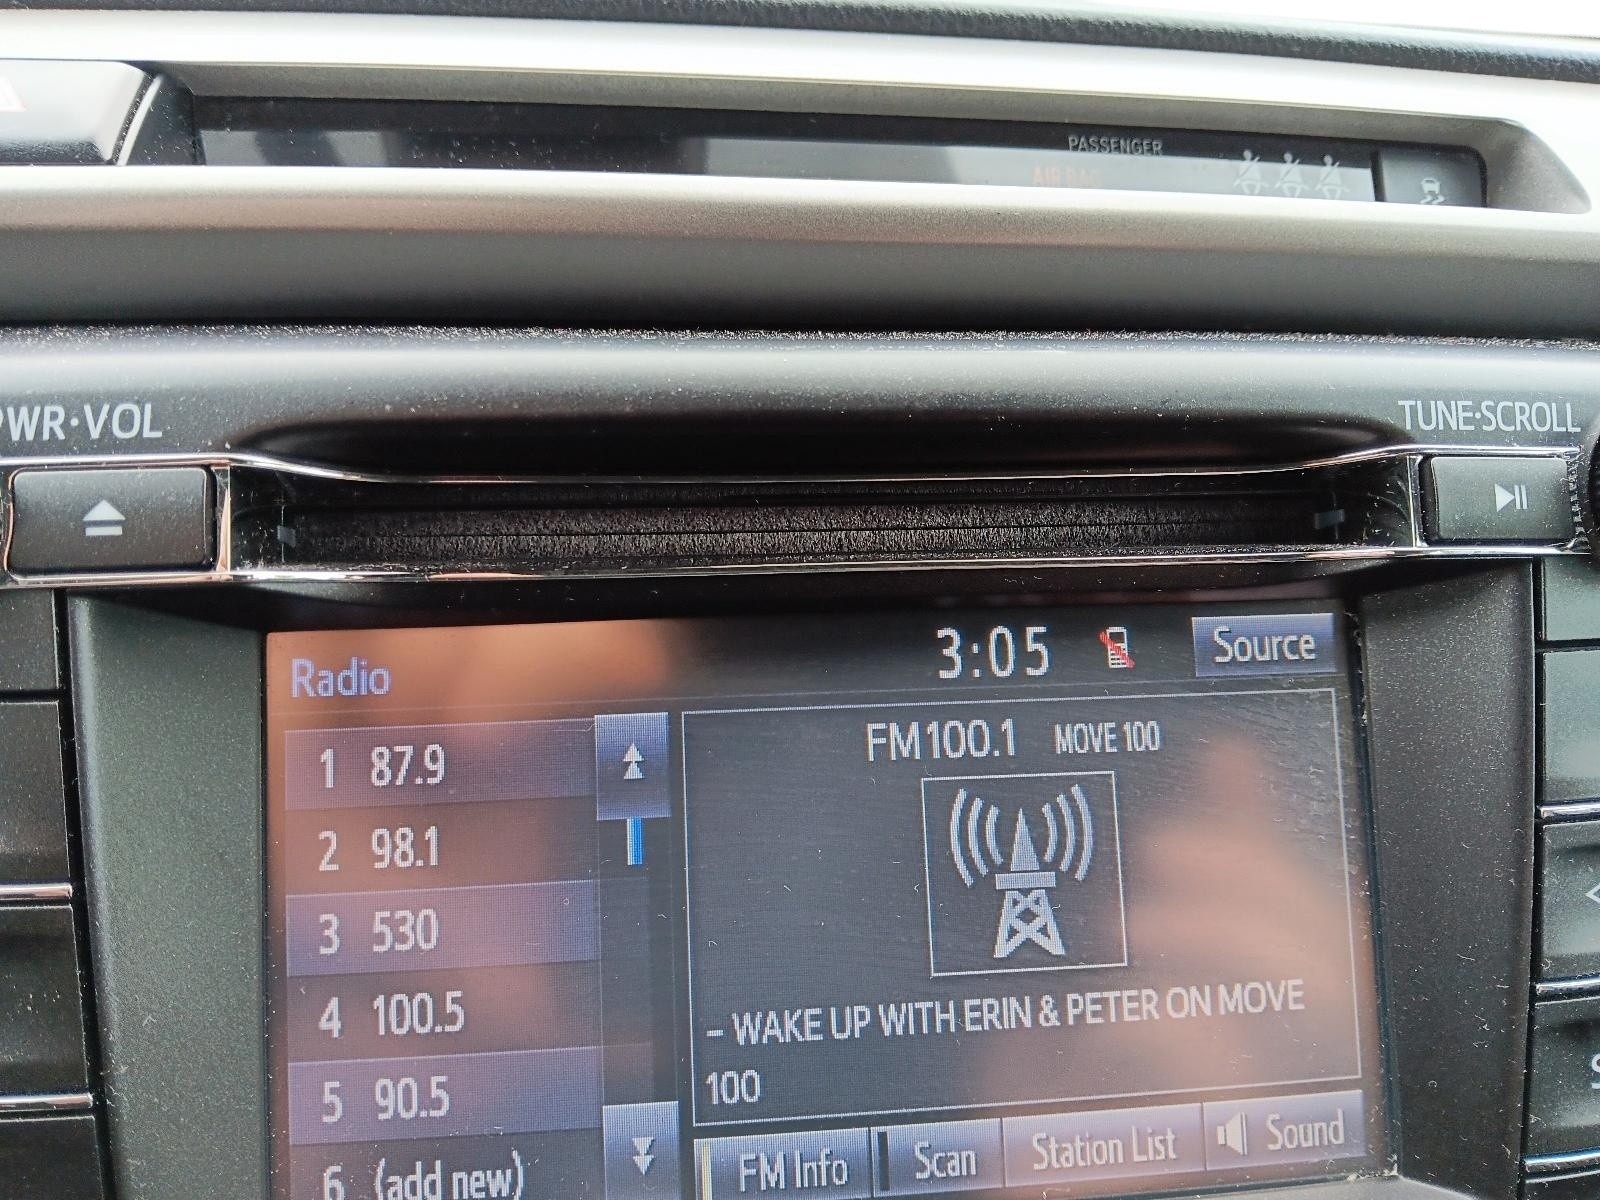 PASSENGER
AIR BAG
PWR·VOL
TUNE·SCROLL
Radio
3:05
Source
1 87.9
2 98.1
3 530
4 100.5
5 90.5
6 (add new)
FM100.1 MOVE 100
- WAKE UP WITH ERIN & PETER ON MOVE
100
FM Info
Scan
Station List
Sound